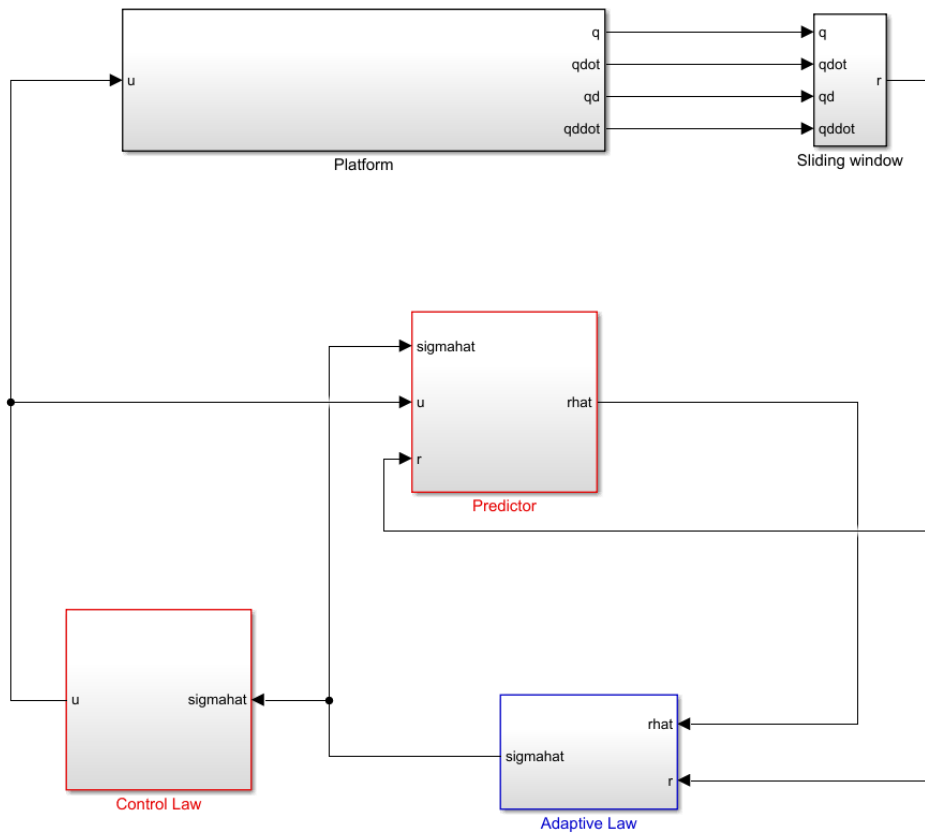 u
q
qdot
qd
qddot
Platform
q
qdot
qd
qddot
r
Sliding window
sigmahat
u
r
rhat
Predictor
u
sigmahat
Control Law
sigmahat
rhat
r
Adaptive Law